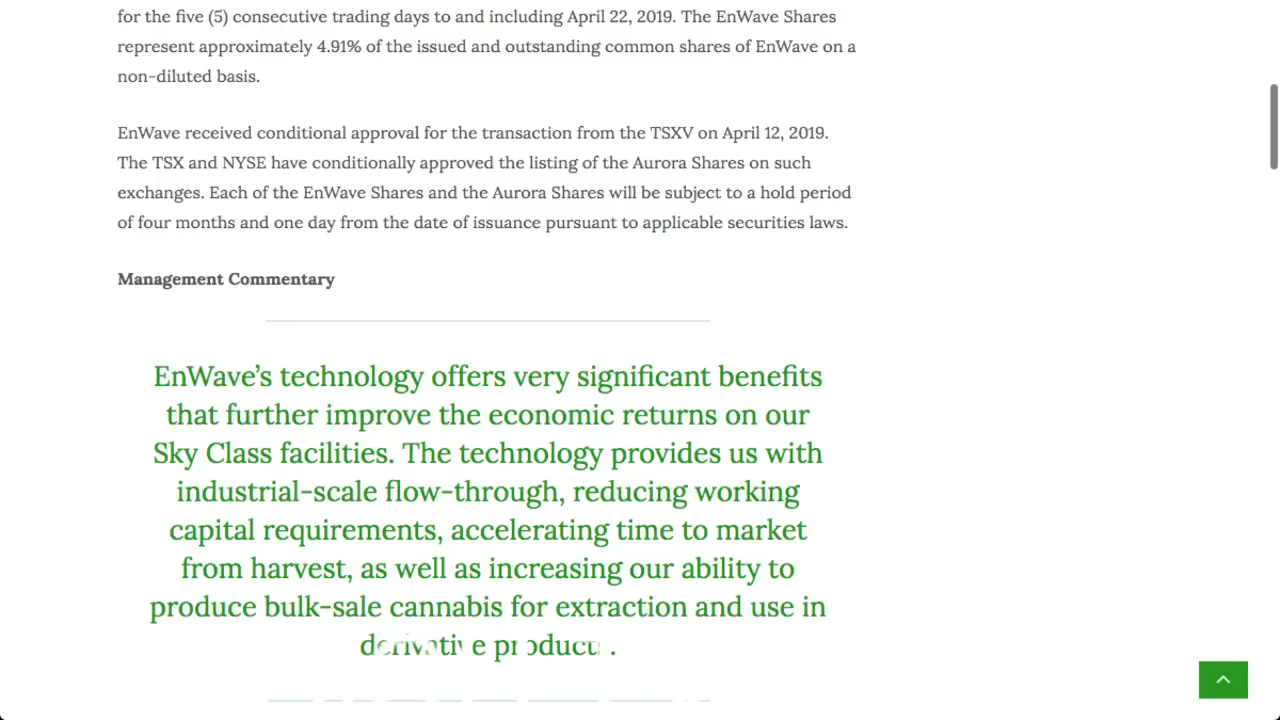 for the five (5) consecutive trading days to and including April 22, 2019. The EnWave Shares
represent approximately 4.91% of the issued and outstanding common shares of EnWave on a
non-diluted basis.
EnWave received conditional approval for the transaction from the TSXV on April 12, 2019.
The TSX and NYSE have conditionally approved the listing of the Aurora Shares on such
exchanges. Each of the EnWave Shares and the Aurora Shares will be subject to a hold period
of four months and one day from the date of issuance pursuant to applicable securities laws.
Management Commentary
EnWave’s technology offers very significant benefits
that further improve the economic returns on our
Sky Class facilities. The technology provides us with
industrial-scale flow-through, reducing working
capital requirements, accelerating time to market
from harvest, as well as increasing our ability to
produce bulk-sale cannabis for extraction and use in
derivative products.